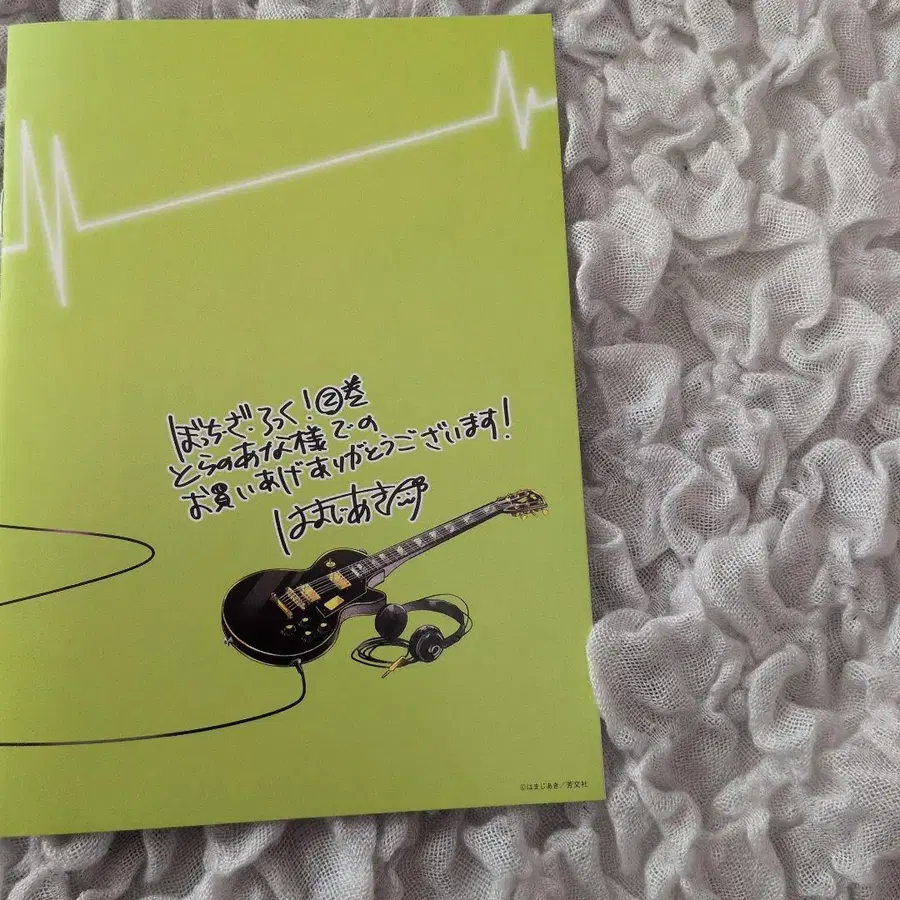 ぼっち・ざ・ろっく！②巻
とらのあな様での
お買いあげありがとうございます！
はまじあき
©はまじあき／芳文社